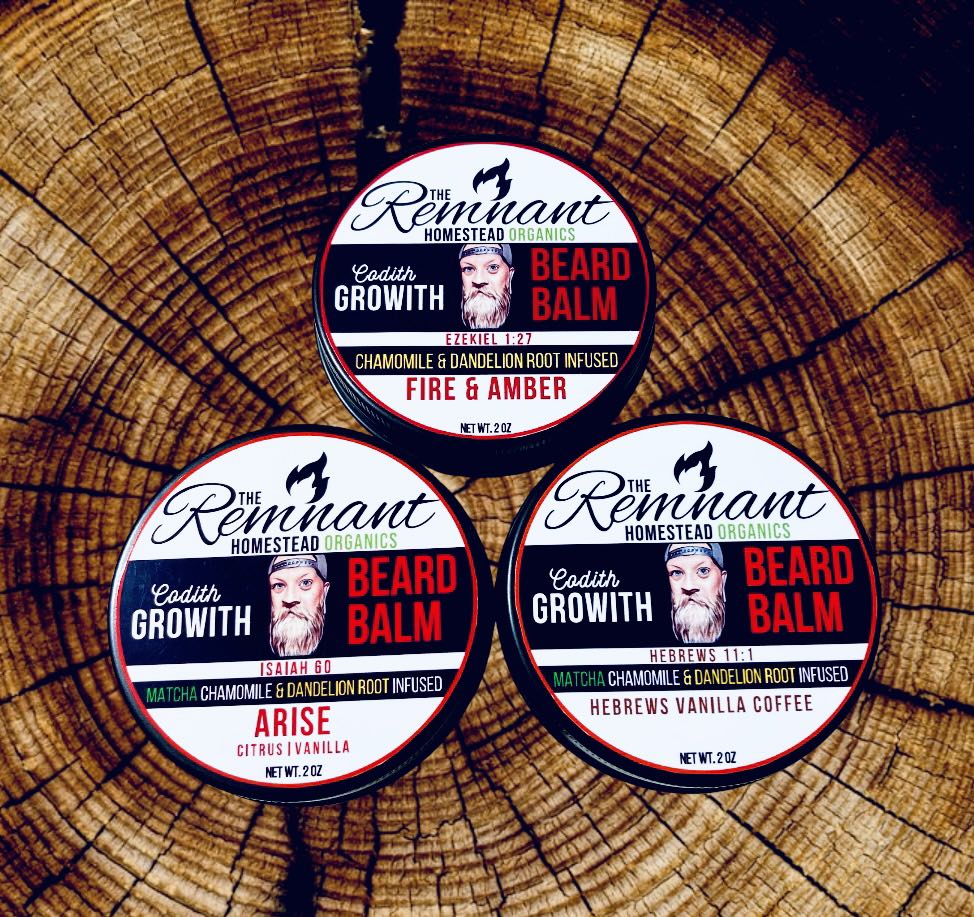 THE
Remnant
HOMESTEAD ORGANICS
Codith
GROWITH
BEARD
BALM
EZEKIEL 1:27
CHAMOMILE & DANDELION ROOT INFUSED
FIRE & AMBER
NET WT. 2 OZ
THE
Remnant
HOMESTEAD ORGANICS
Codith
GROWITH
BEARD
BALM
ISAIAH 60
MATCHA CHAMOMILE & DANDELION ROOT INFUSED
ARISE
CITRUS | VANILLA
NET WT. 2 OZ
THE
Remnant
HOMESTEAD ORGANICS
Codith
GROWITH
BEARD
BALM
HEBREWS 11:1
MATCHA CHAMOMILE & DANDELION ROOT INFUSED
HEBREWS VANILLA COFFEE
NET WT. 2 OZ